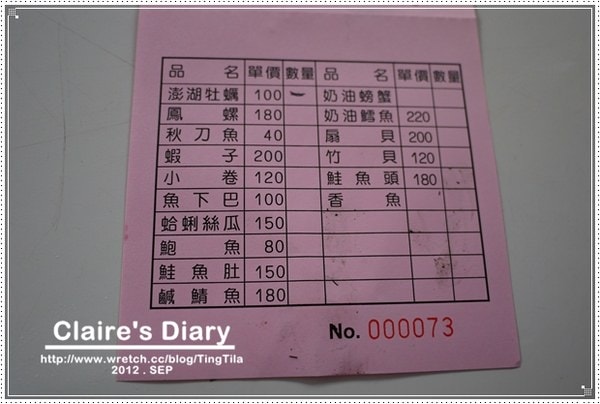 品名 單價 數量 品名 單價 數量
澎湖牡蠣 100 一 奶油螃蟹
鳳螺 180 奶油鱈魚 220
秋刀魚 40 扇貝 200
蝦子 200 竹貝 120
小卷 120 鮭魚頭 180
魚下巴 100 香魚
蛤蜊絲瓜 150
鮑魚 80
鮭魚肚 150
鹹鯖魚 180
No. 000073
Claire's Diary
http://www.wretch.cc/blog/TingTila
2012 . SEP